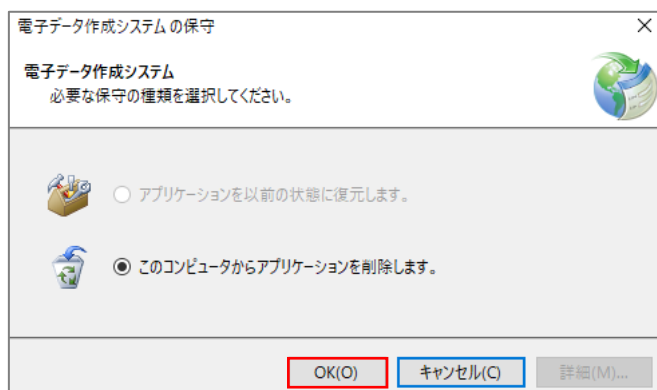 電子データ作成システムの保守
電子データ作成システム
必要な保守の種類を選択してください。
アプリケーションを以前の状態に復元します。
このコンピュータからアプリケーションを削除します。
OK(O)
キャンセル(C)
詳細(M)...